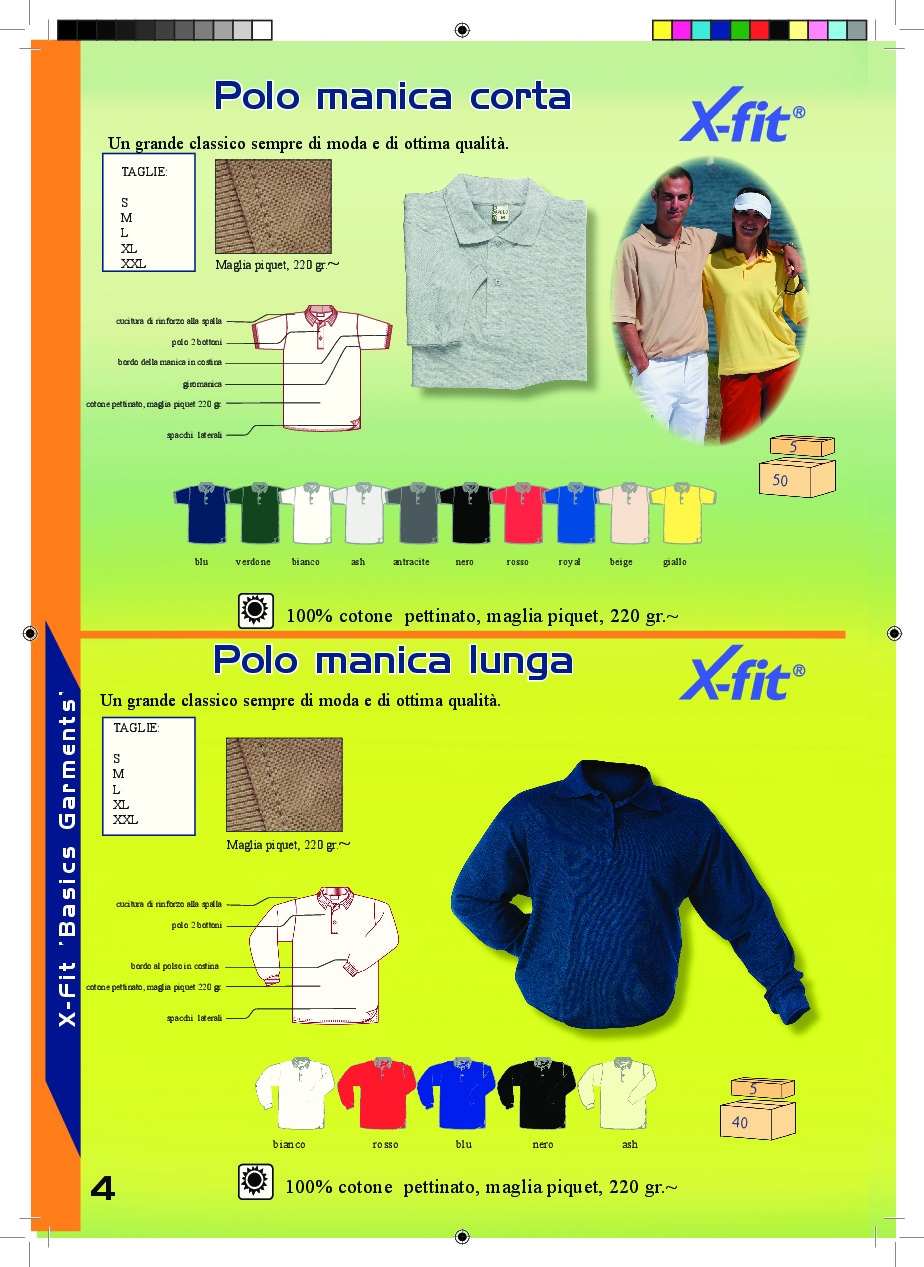 Polo manica corta
X-fit®
Un grande classico sempre di moda e di ottima qualità.
TAGLIE:
S
M
L
XL
XXL
Maglia piquet, 220 gr.~
POLO
M
cucitura di rinforzo alla spalla
polo 2 bottoni
bordo della manica in costina
giromanica
cotone pettinato, maglia piquet 220 gr.
spacchi laterali
5
50
blu verdone bianco ash antracite nero rosso royal beige giallo
100% cotone pettinato, maglia piquet, 220 gr.~
Polo manica lunga
X-fit®
Un grande classico sempre di moda e di ottima qualità.
TAGLIE:
S
M
L
XL
XXL
Maglia piquet, 220 gr.~
cucitura di rinforzo alla spalla
polo 2 bottoni
bordo al polso in costina
cotone pettinato, maglia piquet 220 gr.
spacchi laterali
bianco rosso blu nero ash
5
40
100% cotone pettinato, maglia piquet, 220 gr.~
X-Fit 'Basics Garments'
4